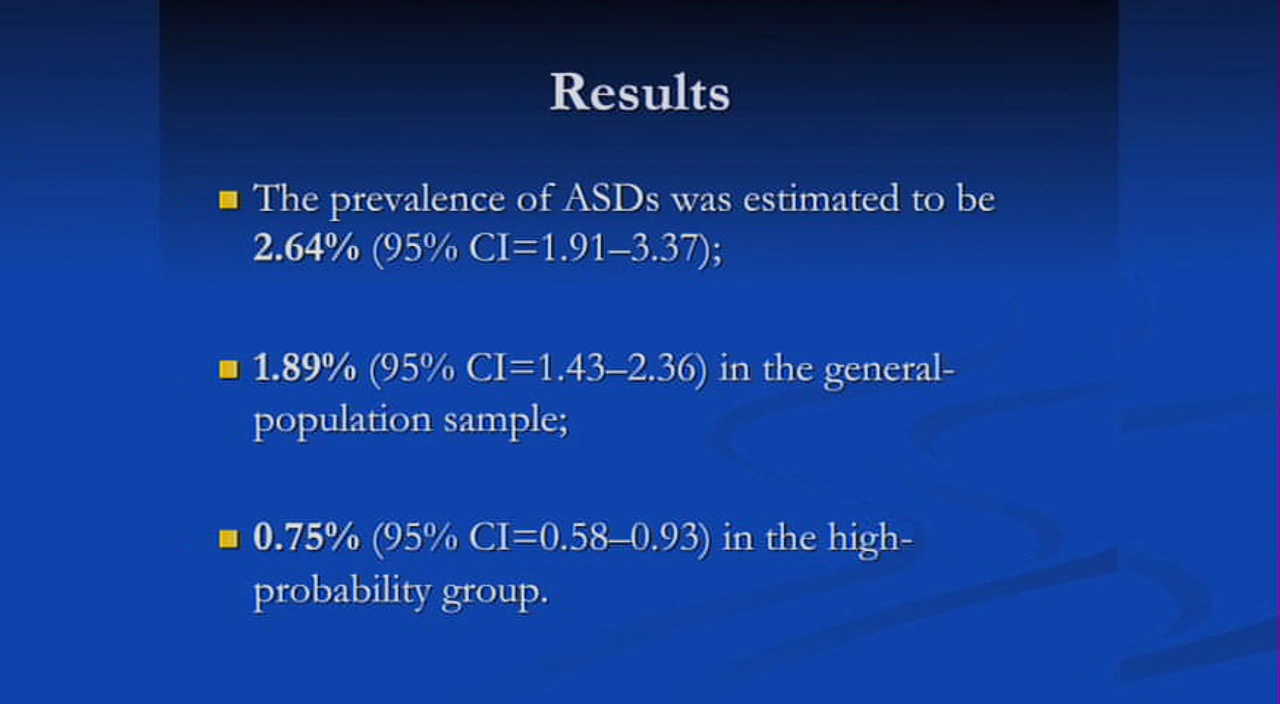 Results
The prevalence of ASDs was estimated to be
2.64% (95% CI=1.91–3.37);
1.89% (95% CI=1.43–2.36) in the general-
population sample;
0.75% (95% CI=0.58–0.93) in the high-
probability group.